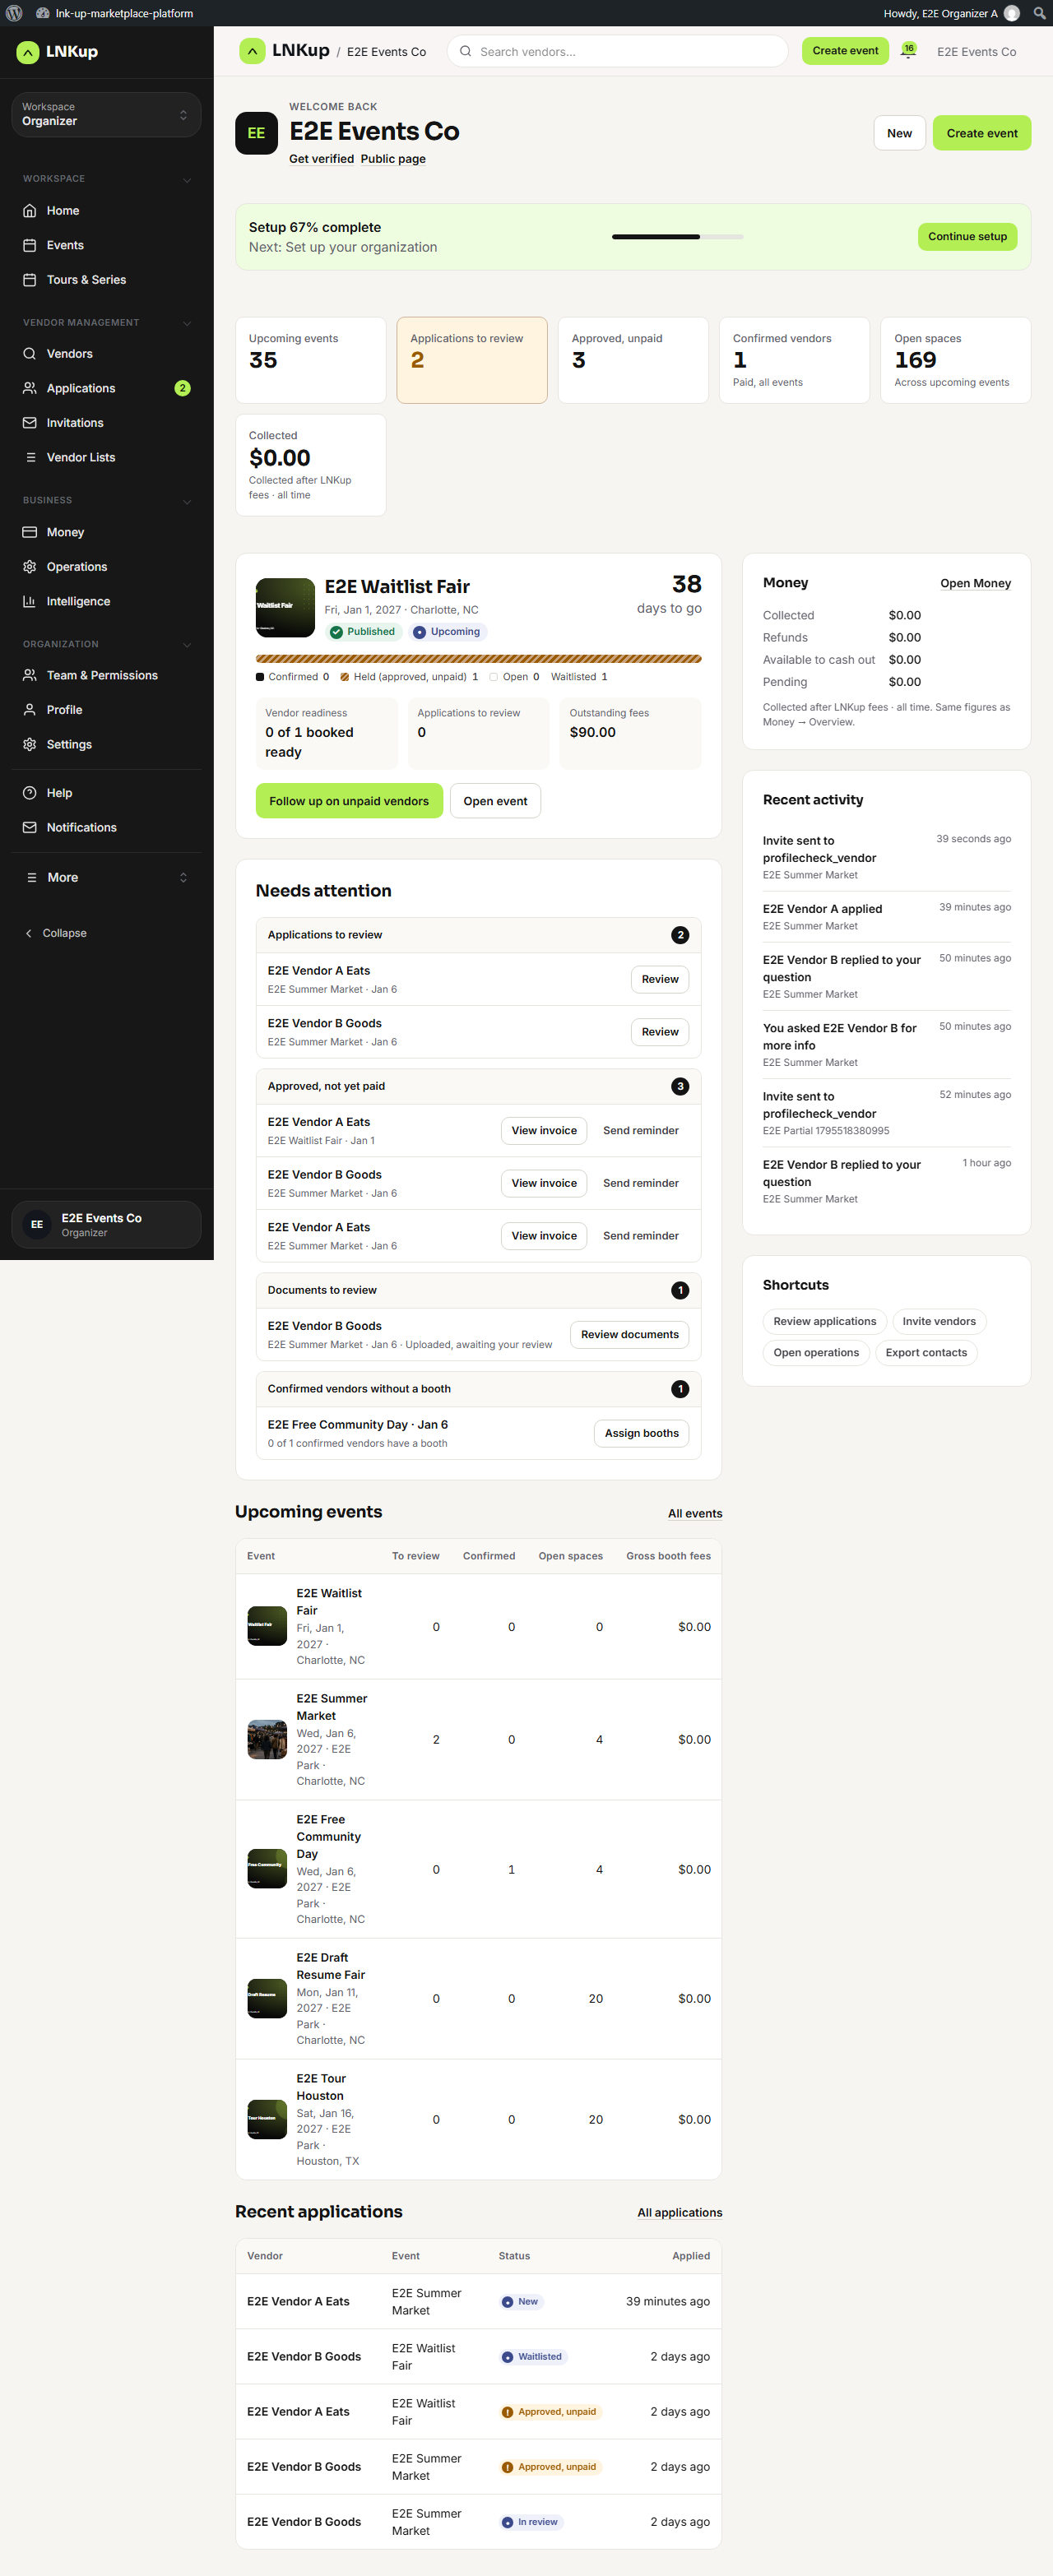 lnk-up-marketplace-platform
Howdy, E2E Organizer A
LNKup
Workspace
Organizer
WORKSPACE
Home
Events
Tours & Series
VENDOR MANAGEMENT
Vendors
Applications 2
Invitations
Vendor Lists
BUSINESS
Money
Operations
Intelligence
ORGANIZATION
Team & Permissions
Profile
Settings
Help
Notifications
More
Collapse
EE
E2E Events Co
Organizer
LNKup / E2E Events Co
Search vendors...
Create event
16
E2E Events Co
EE
WELCOME BACK
E2E Events Co
Get verified Public page
New
Create event
Setup 67% complete
Next: Set up your organization
Continue setup
Upcoming events
35
Applications to review
2
Approved, unpaid
3
Confirmed vendors
1
Paid, all events
Open spaces
169
Across upcoming events
Collected
$0.00
Collected after LNKup
fees · all time
Waitlist Fair
E2E Waitlist Fair
Fri, Jan 1, 2027 · Charlotte, NC
Published Upcoming
38
days to go
Confirmed 0 Held (approved, unpaid) 1 Open 0 Waitlisted 1
Vendor readiness
0 of 1 booked
ready
Applications to review
0
Outstanding fees
$90.00
Follow up on unpaid vendors
Open event
Needs attention
Applications to review 2
E2E Vendor A Eats
E2E Summer Market · Jan 6
Review
E2E Vendor B Goods
E2E Summer Market · Jan 6
Review
Approved, not yet paid 3
E2E Vendor A Eats
E2E Waitlist Fair · Jan 1
View invoice Send reminder
E2E Vendor B Goods
E2E Summer Market · Jan 6
View invoice Send reminder
E2E Vendor A Eats
E2E Summer Market · Jan 6
View invoice Send reminder
Documents to review 1
E2E Vendor B Goods
E2E Summer Market · Jan 6 · Uploaded, awaiting your review
Review documents
Confirmed vendors without a booth 1
E2E Free Community Day · Jan 6
0 of 1 confirmed vendors have a booth
Assign booths
Money
Open Money
Collected $0.00
Refunds $0.00
Available to cash out $0.00
Pending $0.00
Collected after LNKup fees · all time. Same figures as
Money → Overview.
Recent activity
Invite sent to
profilecheck_vendor
E2E Summer Market
39 seconds ago
E2E Vendor A applied
E2E Summer Market
39 minutes ago
E2E Vendor B replied to your
question
E2E Summer Market
50 minutes ago
You asked E2E Vendor B for
more info
E2E Summer Market
50 minutes ago
Invite sent to
profilecheck_vendor
E2E Partial 1795518380995
52 minutes ago
E2E Vendor B replied to your
question
E2E Summer Market
1 hour ago
Shortcuts
Review applications Invite vendors
Open operations Export contacts
Upcoming events
All events
Event To review Confirmed Open spaces Gross booth fees
Waitlist Fair
E2E Waitlist
Fair
Fri, Jan 1,
2027 ·
Charlotte, NC
0 0 0 $0.00
E2E Summer
Market
Wed, Jan 6,
2027 · E2E
Park ·
Charlotte, NC
2 0 4 $0.00
Free Community
E2E Free
Community
Day
Wed, Jan 6,
2027 · E2E
Park ·
Charlotte, NC
0 1 4 $0.00
Draft Resume
E2E Draft
Resume Fair
Mon, Jan 11,
2027 · E2E
Park ·
Charlotte, NC
0 0 20 $0.00
Tour Houston
E2E Tour
Houston
Sat, Jan 16,
2027 · E2E
Park ·
Houston, TX
0 0 20 $0.00
Recent applications
All applications
Vendor Event Status Applied
E2E Vendor A Eats
E2E Summer
Market
New
39 minutes ago
E2E Vendor B Goods
E2E Waitlist
Fair
Waitlisted
2 days ago
E2E Vendor A Eats
E2E Waitlist
Fair
Approved, unpaid
2 days ago
E2E Vendor B Goods
E2E Summer
Market
Approved, unpaid
2 days ago
E2E Vendor B Goods
E2E Summer
Market
In review
2 days ago